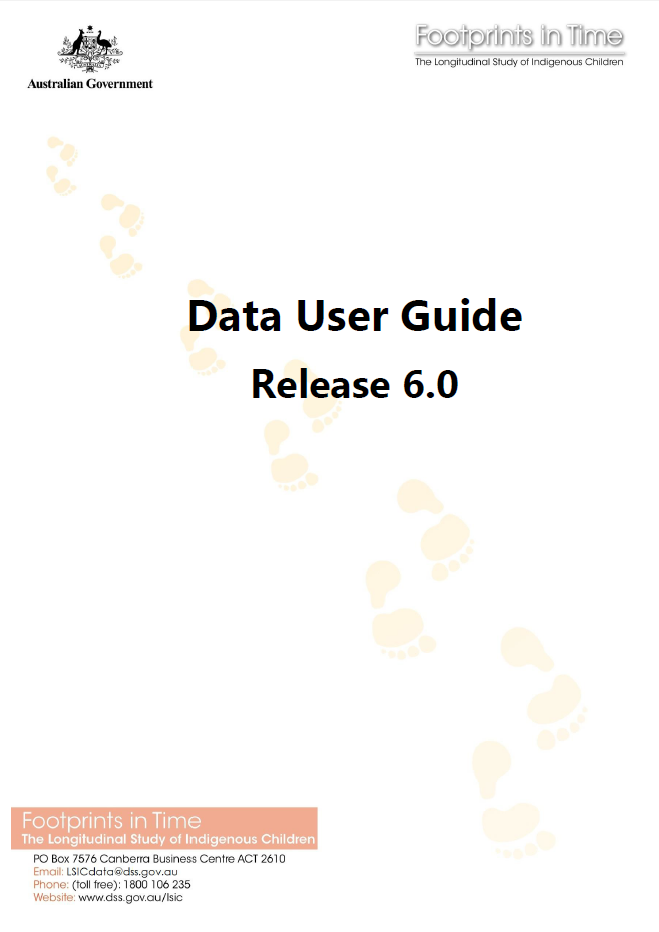 Australian Government
Footprints in Time
The Longitudinal Study of Indigenous Children
Data User Guide
Release 6.0
Footprints in Time
The Longitudinal Study of Indigenous Children
PO Box 7576 Canberra Business Centre ACT 2610
Email: LSICdata@dss.gov.au
Phone: (toll free): 1800 106 235
Website: www.dss.gov.au/lsic